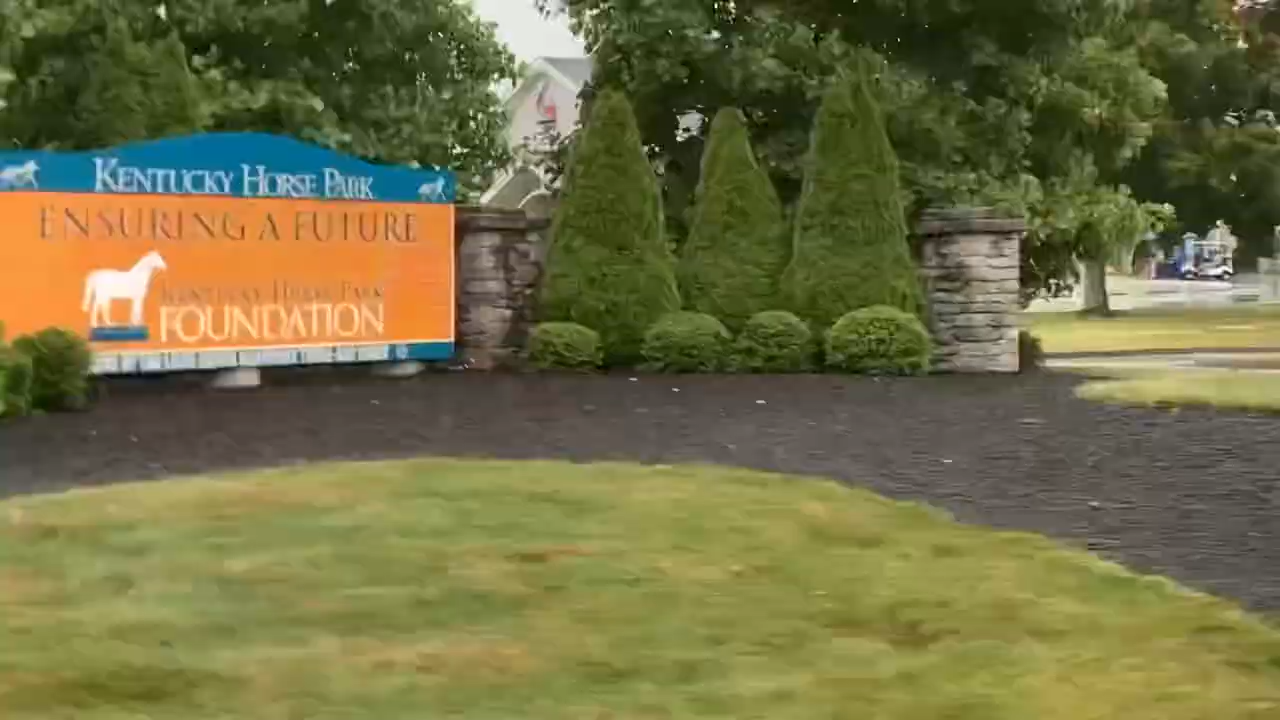 KENTUCKY HORSE PARK
ENSURING A FUTURE
KENTUCKY HORSE PARK
FOUNDATION